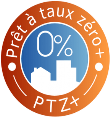 Prêt à taux zéro+
0%
PTZ+